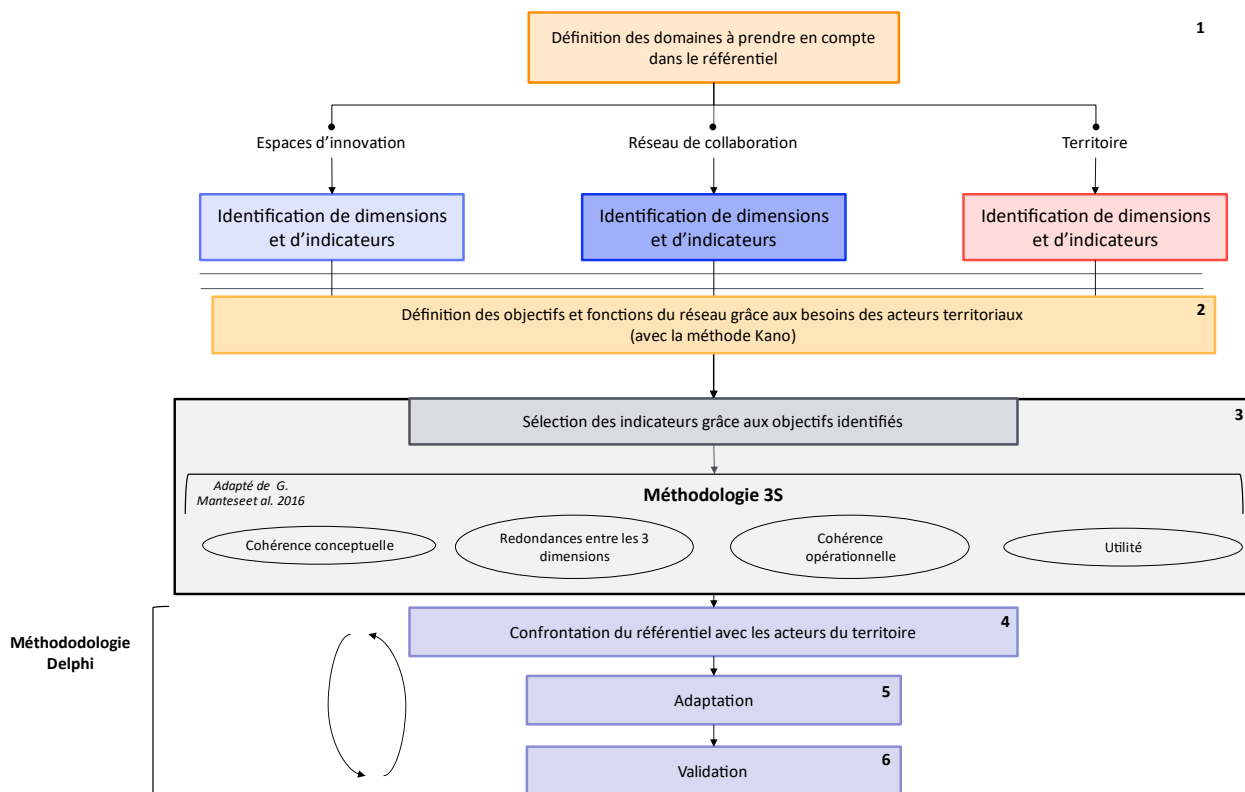 Définition des domaines à prendre en compte
dans le référentiel
1
Espaces d’innovation
Réseau de collaboration
Territoire
Identification de dimensions
et d’indicateurs
Identification de dimensions
et d’indicateurs
Identification de dimensions
et d’indicateurs
Définition des objectifs et fonctions du réseau grâce aux besoins des acteurs territoriaux
(avec la méthode Kano)
2
Sélection des indicateurs grâce aux objectifs identifiés
3
Adapté de G.
Manteseet al. 2016
Méthodologie 3S
Cohérence conceptuelle
Redondances entre les 3
dimensions
Cohérence
opérationnelle
Utilité
Méthododologie
Delphi
Confrontation du référentiel avec les acteurs du territoire
4
Adaptation
5
Validation
6